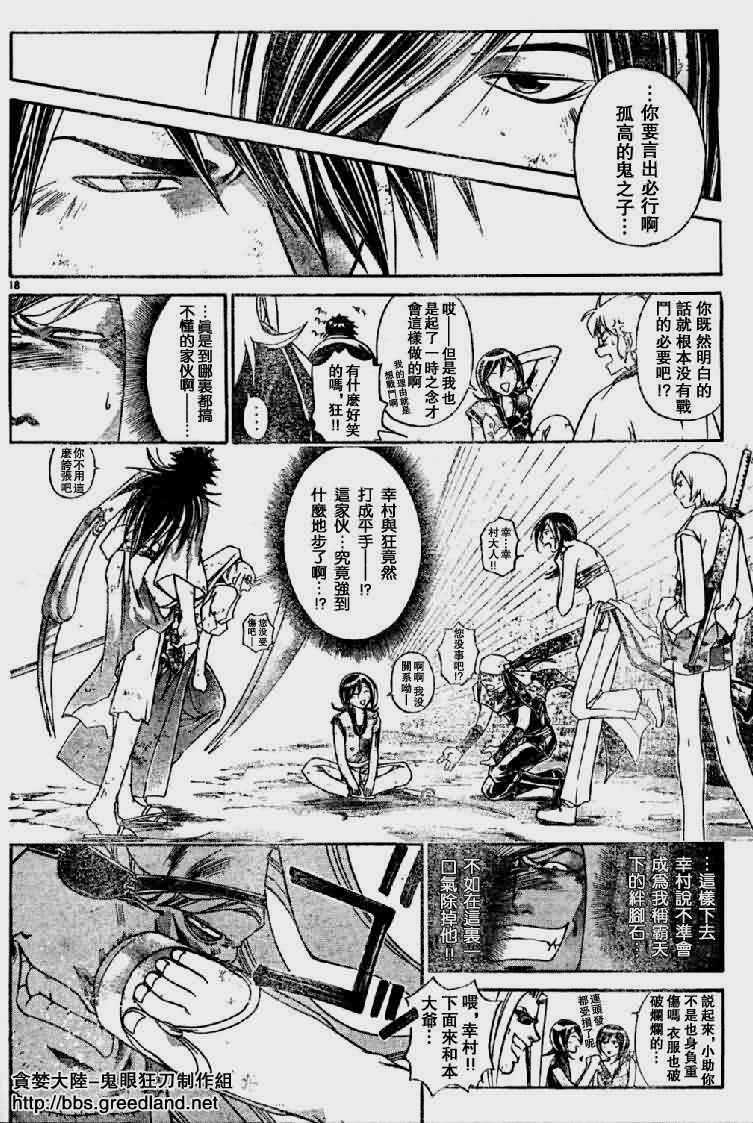 …你要言出必行啊
孤高的鬼之子…
18
你既然明白的
話就根本没有戰
鬥的必要吧!?
哎──但是我也
是起了一時之念才
會這樣做的啊
我的理由就是
想戰鬥啊
有什麼好笑
的嗎,狂!!
‥‥
…眞是到哪裏都搞
不懂的家伙啊──…
幸…幸
村大人!!
幸村與狂竟然
打成平手──!?
這家伙…究竟強到
什麼地步了啊…!?
你不用這
麼誇張吧
您没受
傷吧─
您没事吧!?
啊啊 我没
關系呦─
…這樣下去
幸村說不準會
成為我稱霸天
下的絆腳石…
不如在這裏一
口氣除掉他!!
說起來,小助你
不是也身負重
傷嗎 衣服也破
破爛爛的…
連頭發
都受損了呢
喂,幸村!!
下面來和本
大爺─
貪婪大陸-鬼眼狂刀制作組
http://bbs.greedland.net